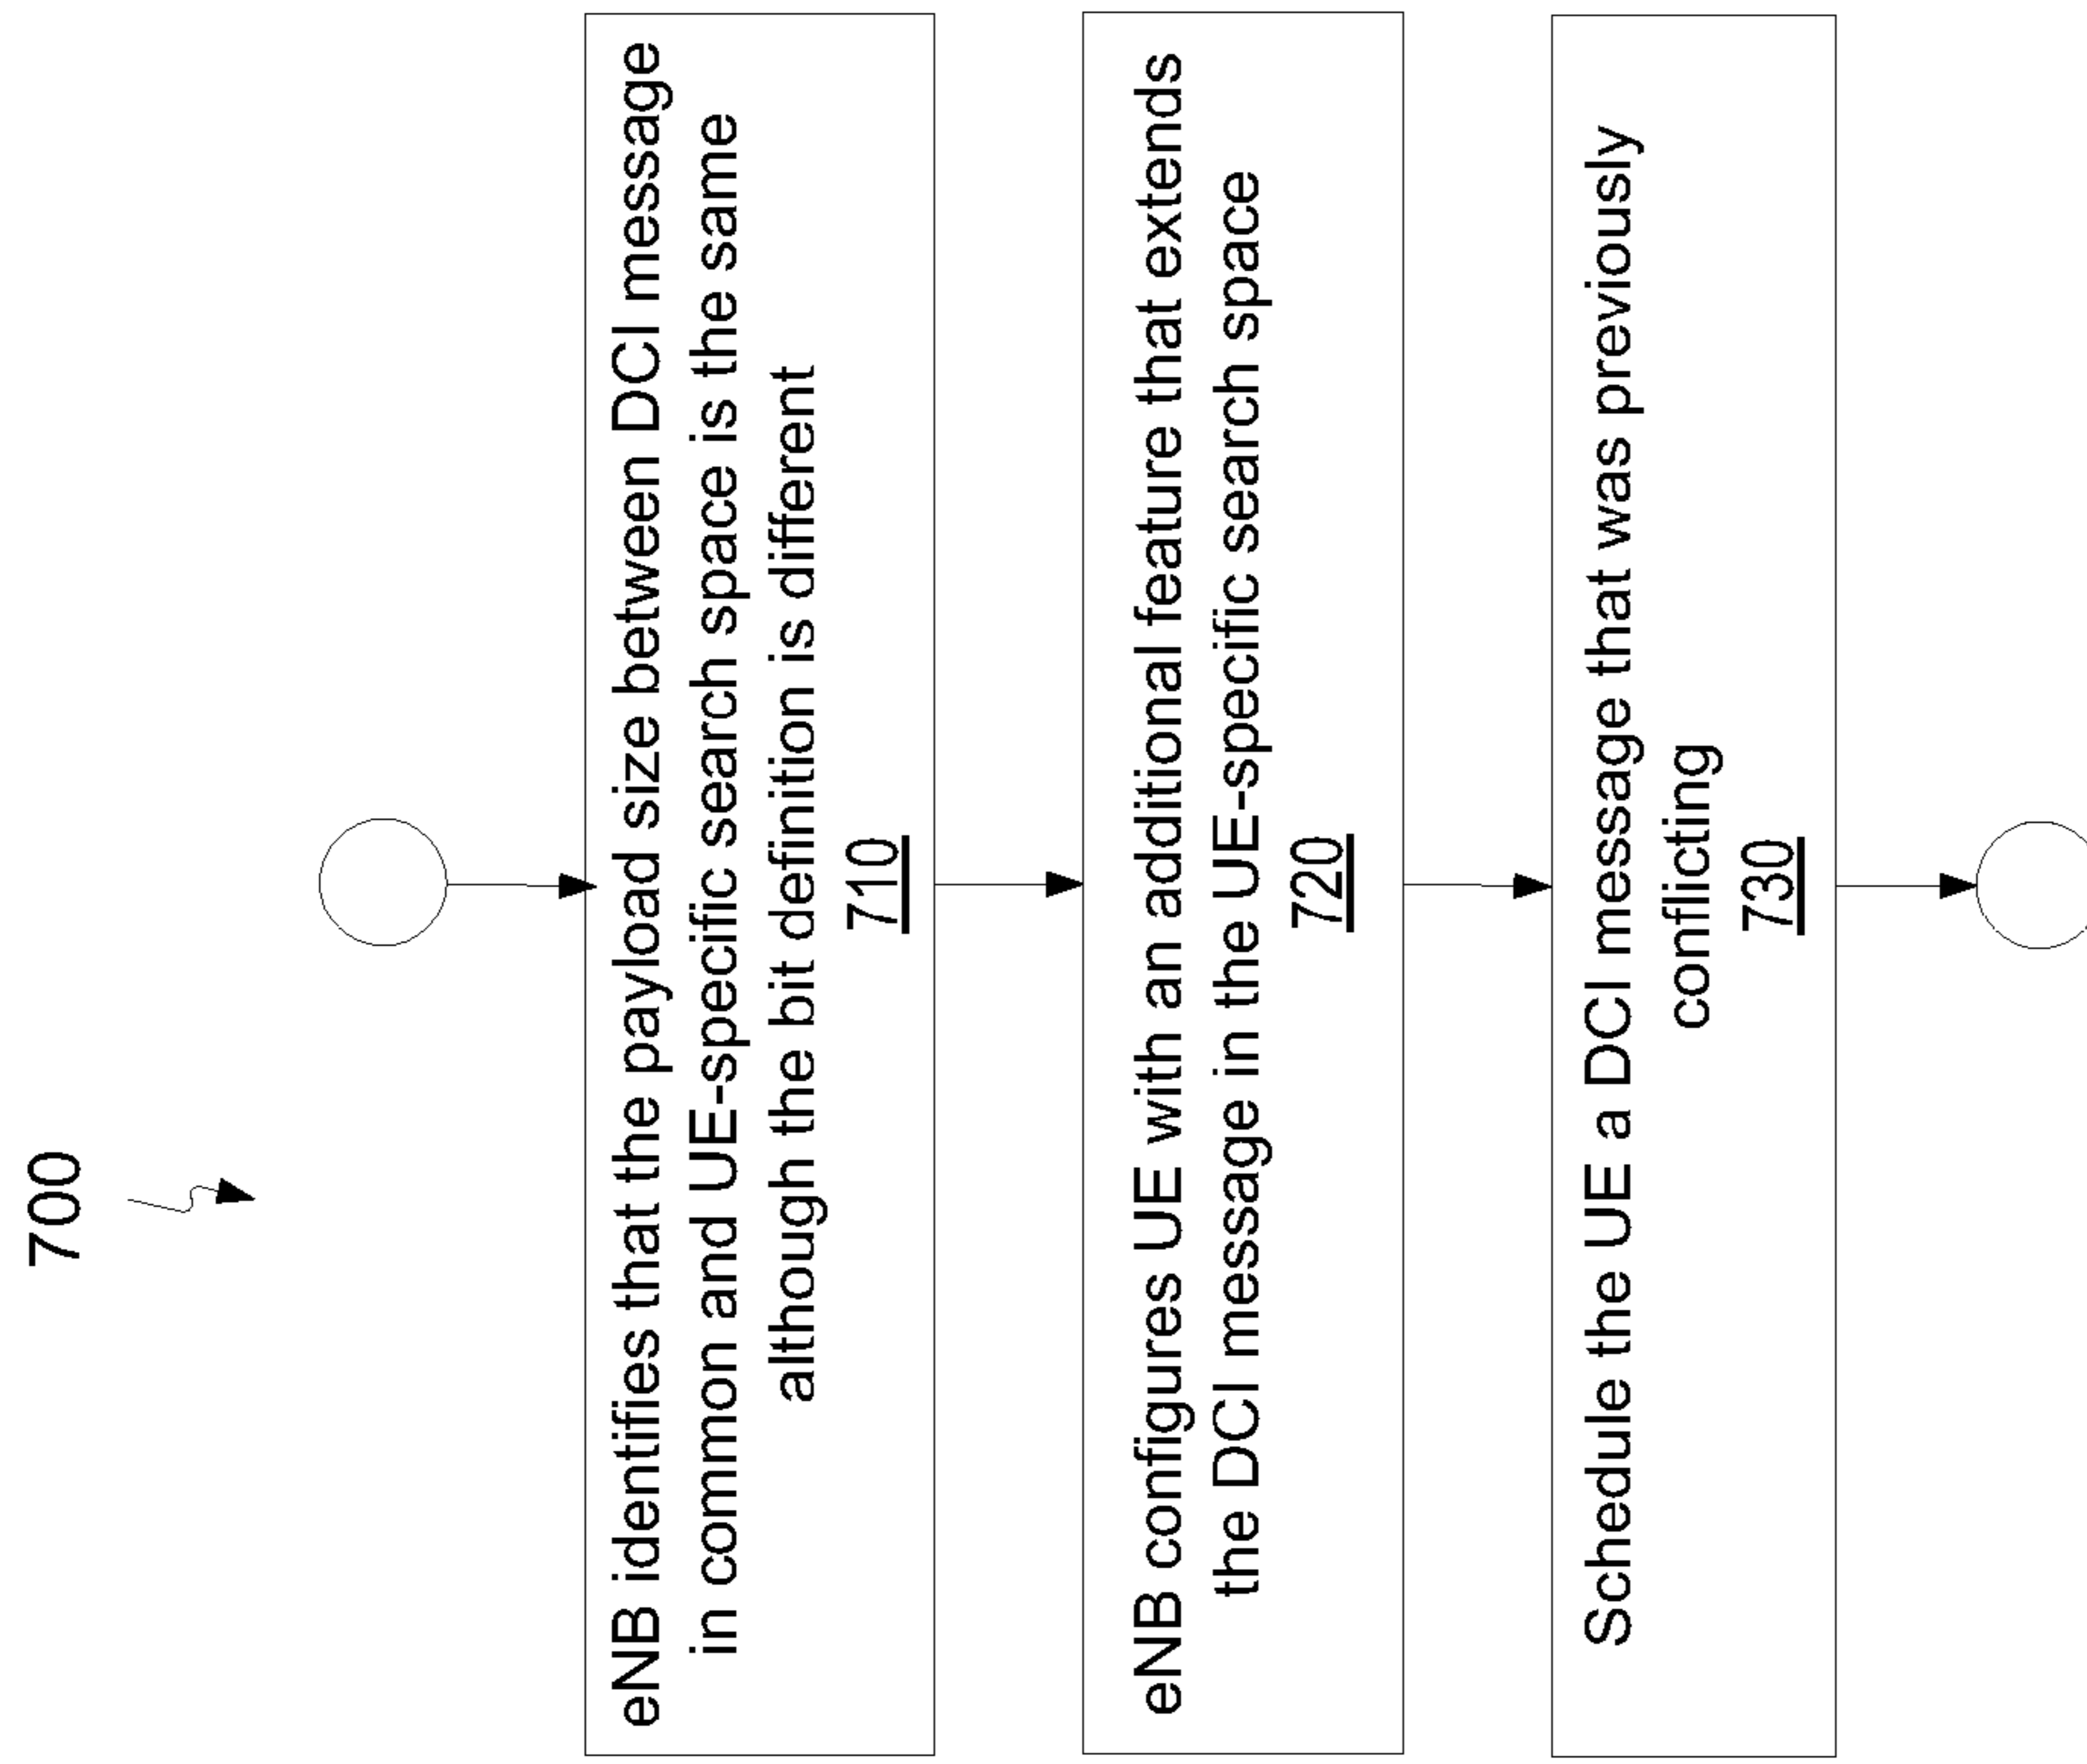 700
eNB identifies that the payload size between DCI message
in common and UE-specific search space is the same
although the bit definition is different
710
eNB configures UE with an additional feature that extends
the DCI message in the UE-specific search space
720
Schedule the UE a DCI message that was previously
conflicting
730